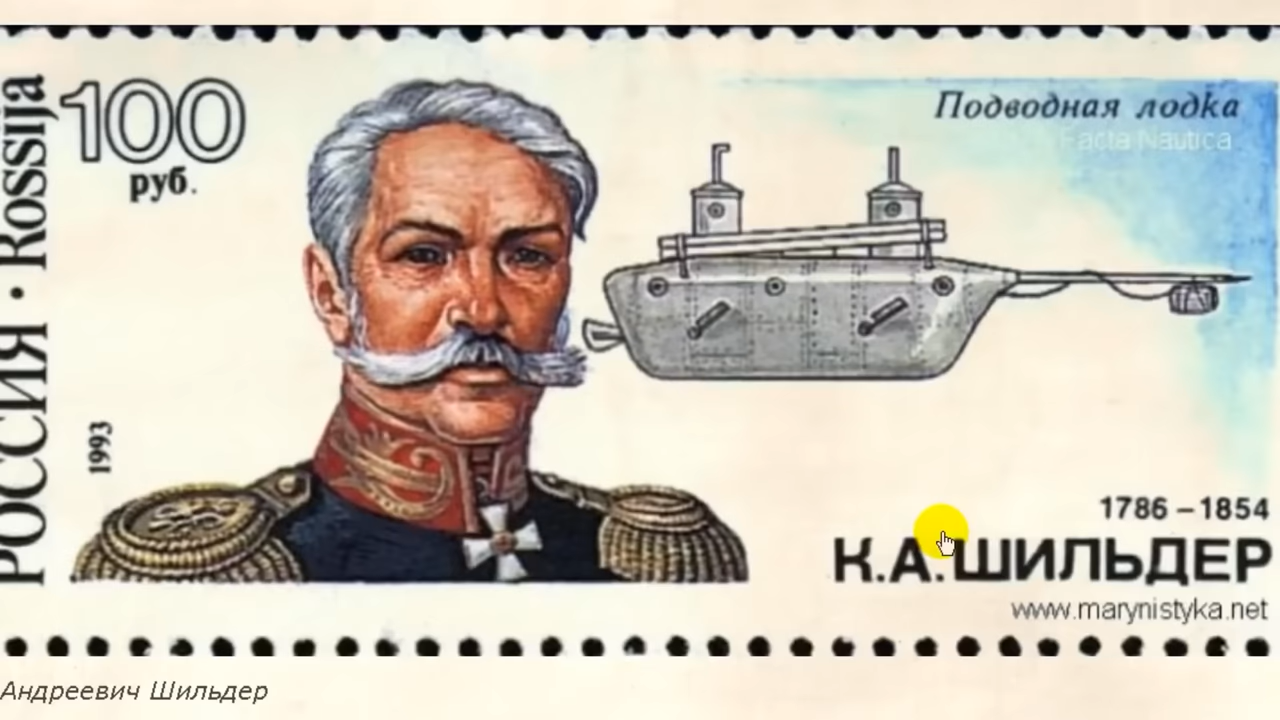 РОССИЯ · Rossija
100
руб.
1993
Подводная лодка
Facta Nautica
1786 – 1854
К.А.ШИЛЬДЕР
www.marynistyka.net
Андреевич Шильдер